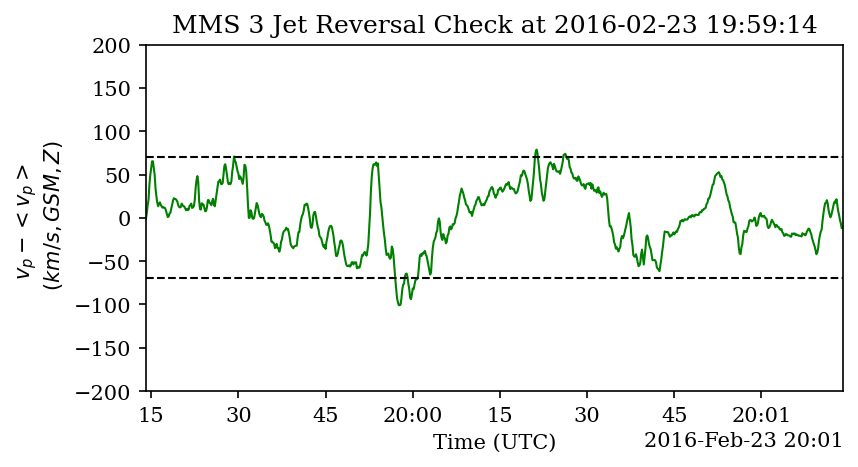 MMS 3 Jet Reversal Check at 2016-02-23 19:59:14
v_p - < v_p >
(km/s, GSM, Z)
200
150
100
50
0
−50
−100
−150
−200
15 30 45 20:00 15 30 45 20:01
Time (UTC)
2016-Feb-23 20:01